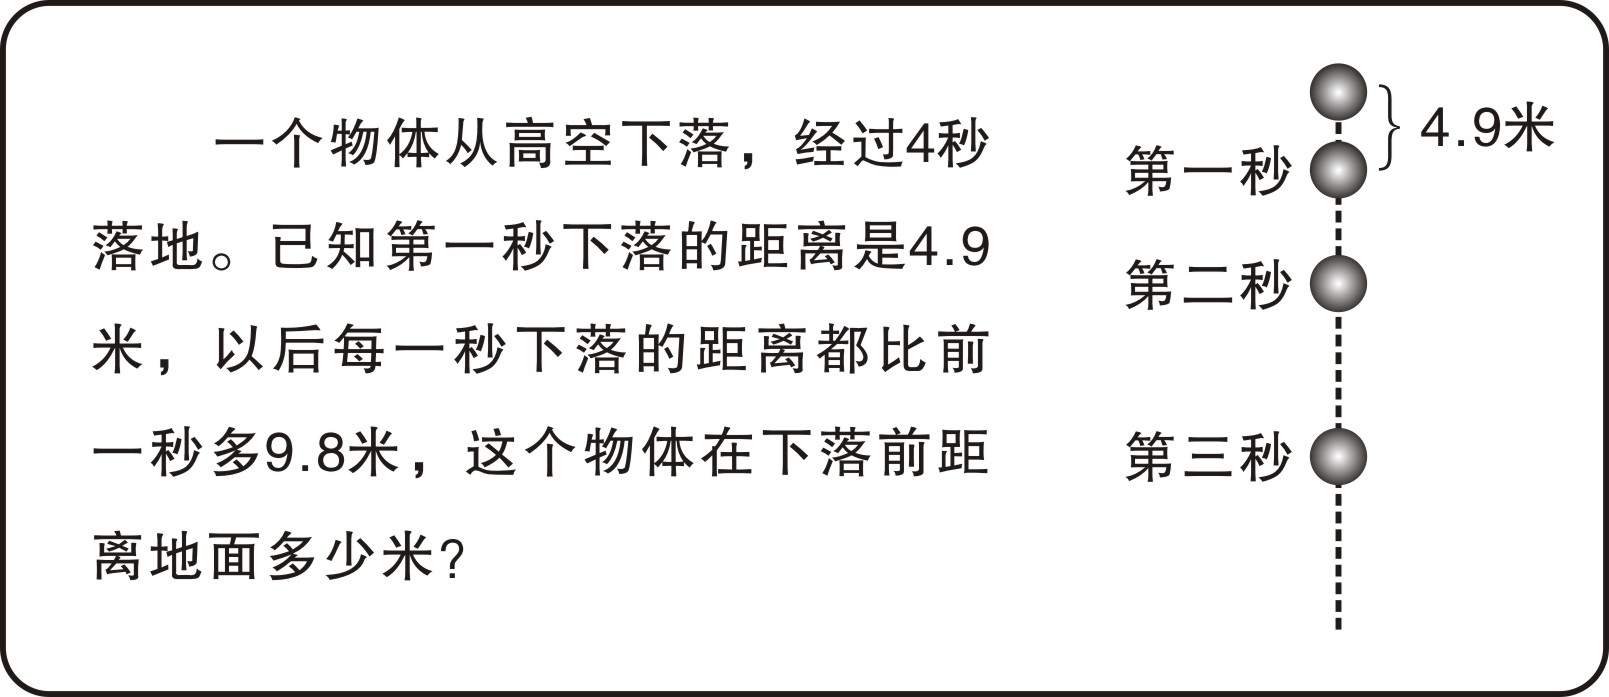 一个物体从高空下落，经过4秒
落地。已知第一秒下落的距离是4.9
米，以后每一秒下落的距离都比前
一秒多9.8米，这个物体在下落前距
离地面多少米?
4.9米
第一秒
第二秒
第三秒